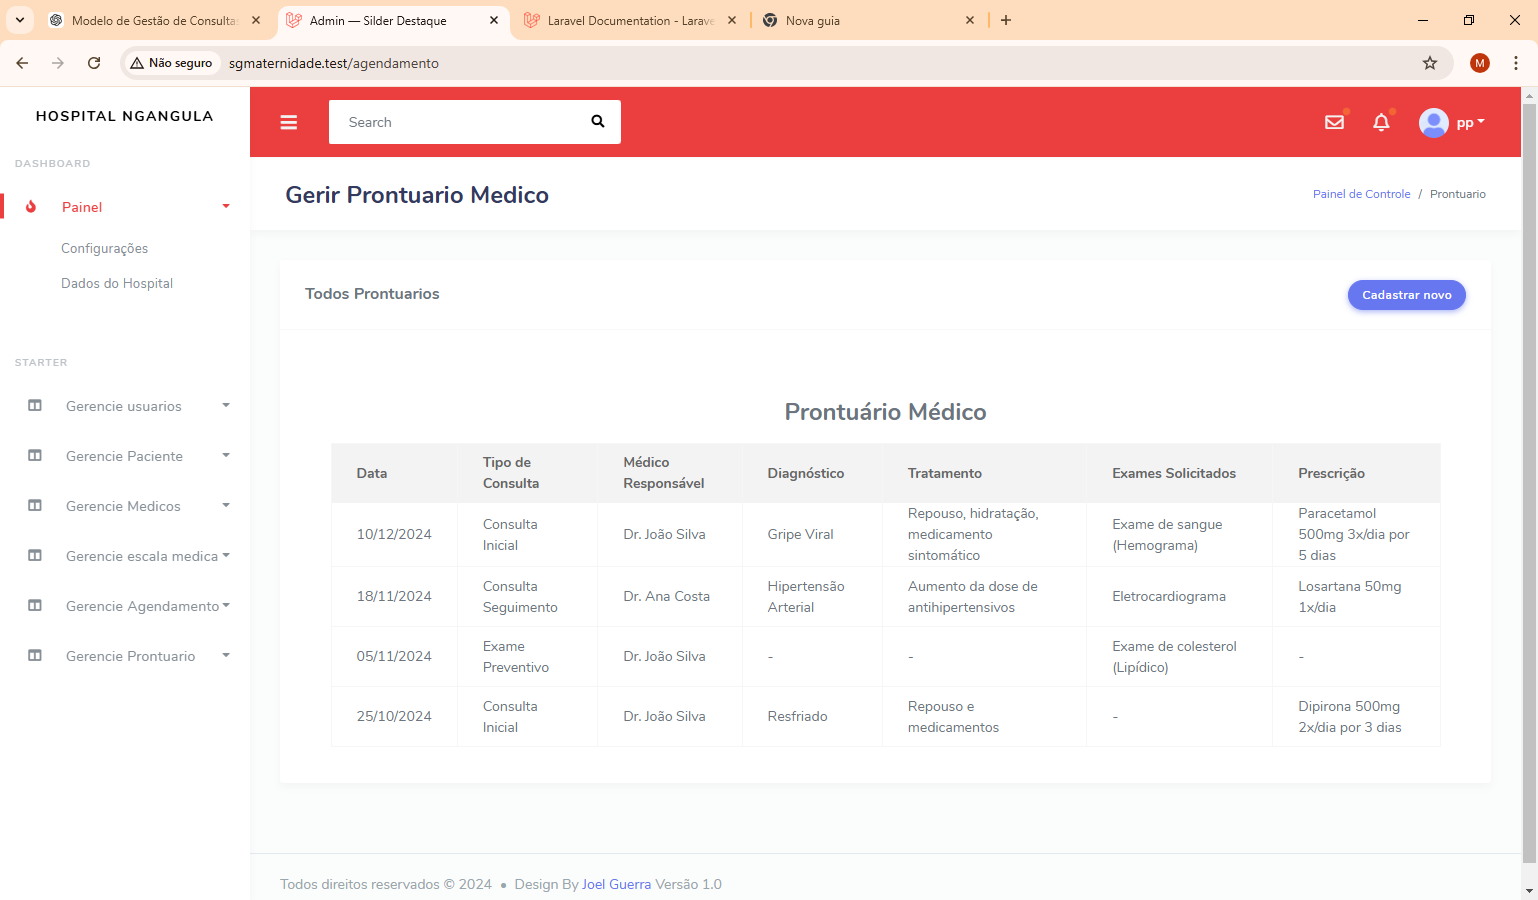 Modelo de Gestão de Consultas
Admin — Silder Destaque
Laravel Documentation - Larave
Nova guia
Não seguro
sgmaternidade.test/agendamento
M
HOSPITAL NGANGULA
Search
pp
DASHBOARD
Painel
Configurações
Dados do Hospital
STARTER
Gerencie usuarios
Gerencie Paciente
Gerencie Medicos
Gerencie escala medica
Gerencie Agendamento
Gerencie Prontuario
Gerir Prontuario Medico
Painel de Controle / Prontuario
Todos Prontuarios
Cadastrar novo
Prontuário Médico
Data
Tipo de
Consulta
Médico
Responsável
Diagnóstico
Tratamento
Exames Solicitados
Prescrição
10/12/2024
Consulta
Inicial
Dr. João Silva
Gripe Viral
Repouso, hidratação,
medicamento
sintomático
Exame de sangue
(Hemograma)
Paracetamol
500mg 3x/dia por
5 dias
18/11/2024
Consulta
Seguimento
Dr. Ana Costa
Hipertensão
Arterial
Aumento da dose de
antihipertensivos
Eletrocardiograma
Losartana 50mg
1x/dia
05/11/2024
Exame
Preventivo
Dr. João Silva
-
-
Exame de colesterol
(Lipídico)
-
25/10/2024
Consulta
Inicial
Dr. João Silva
Resfriado
Repouso e
medicamentos
-
Dipirona 500mg
2x/dia por 3 dias
Todos direitos reservados © 2024 • Design By Joel Guerra Versão 1.0